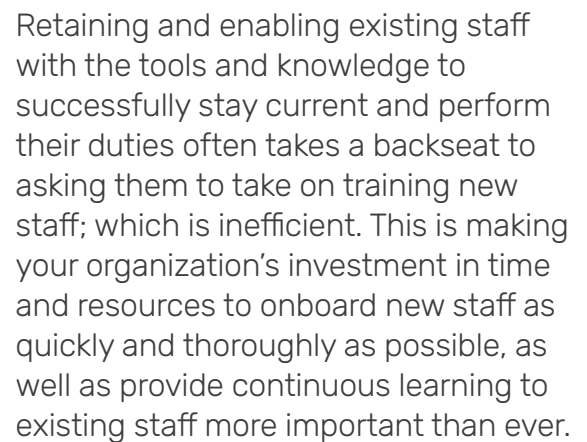 Retaining and enabling existing staff
with the tools and knowledge to
successfully stay current and perform
their duties often takes a backseat to
asking them to take on training new
staff; which is inefficient. This is making
your organization's investment in time
and resources to onboard new staff as
quickly and thoroughly as possible, as
well as provide continuous learning to
existing staff more important than ever.